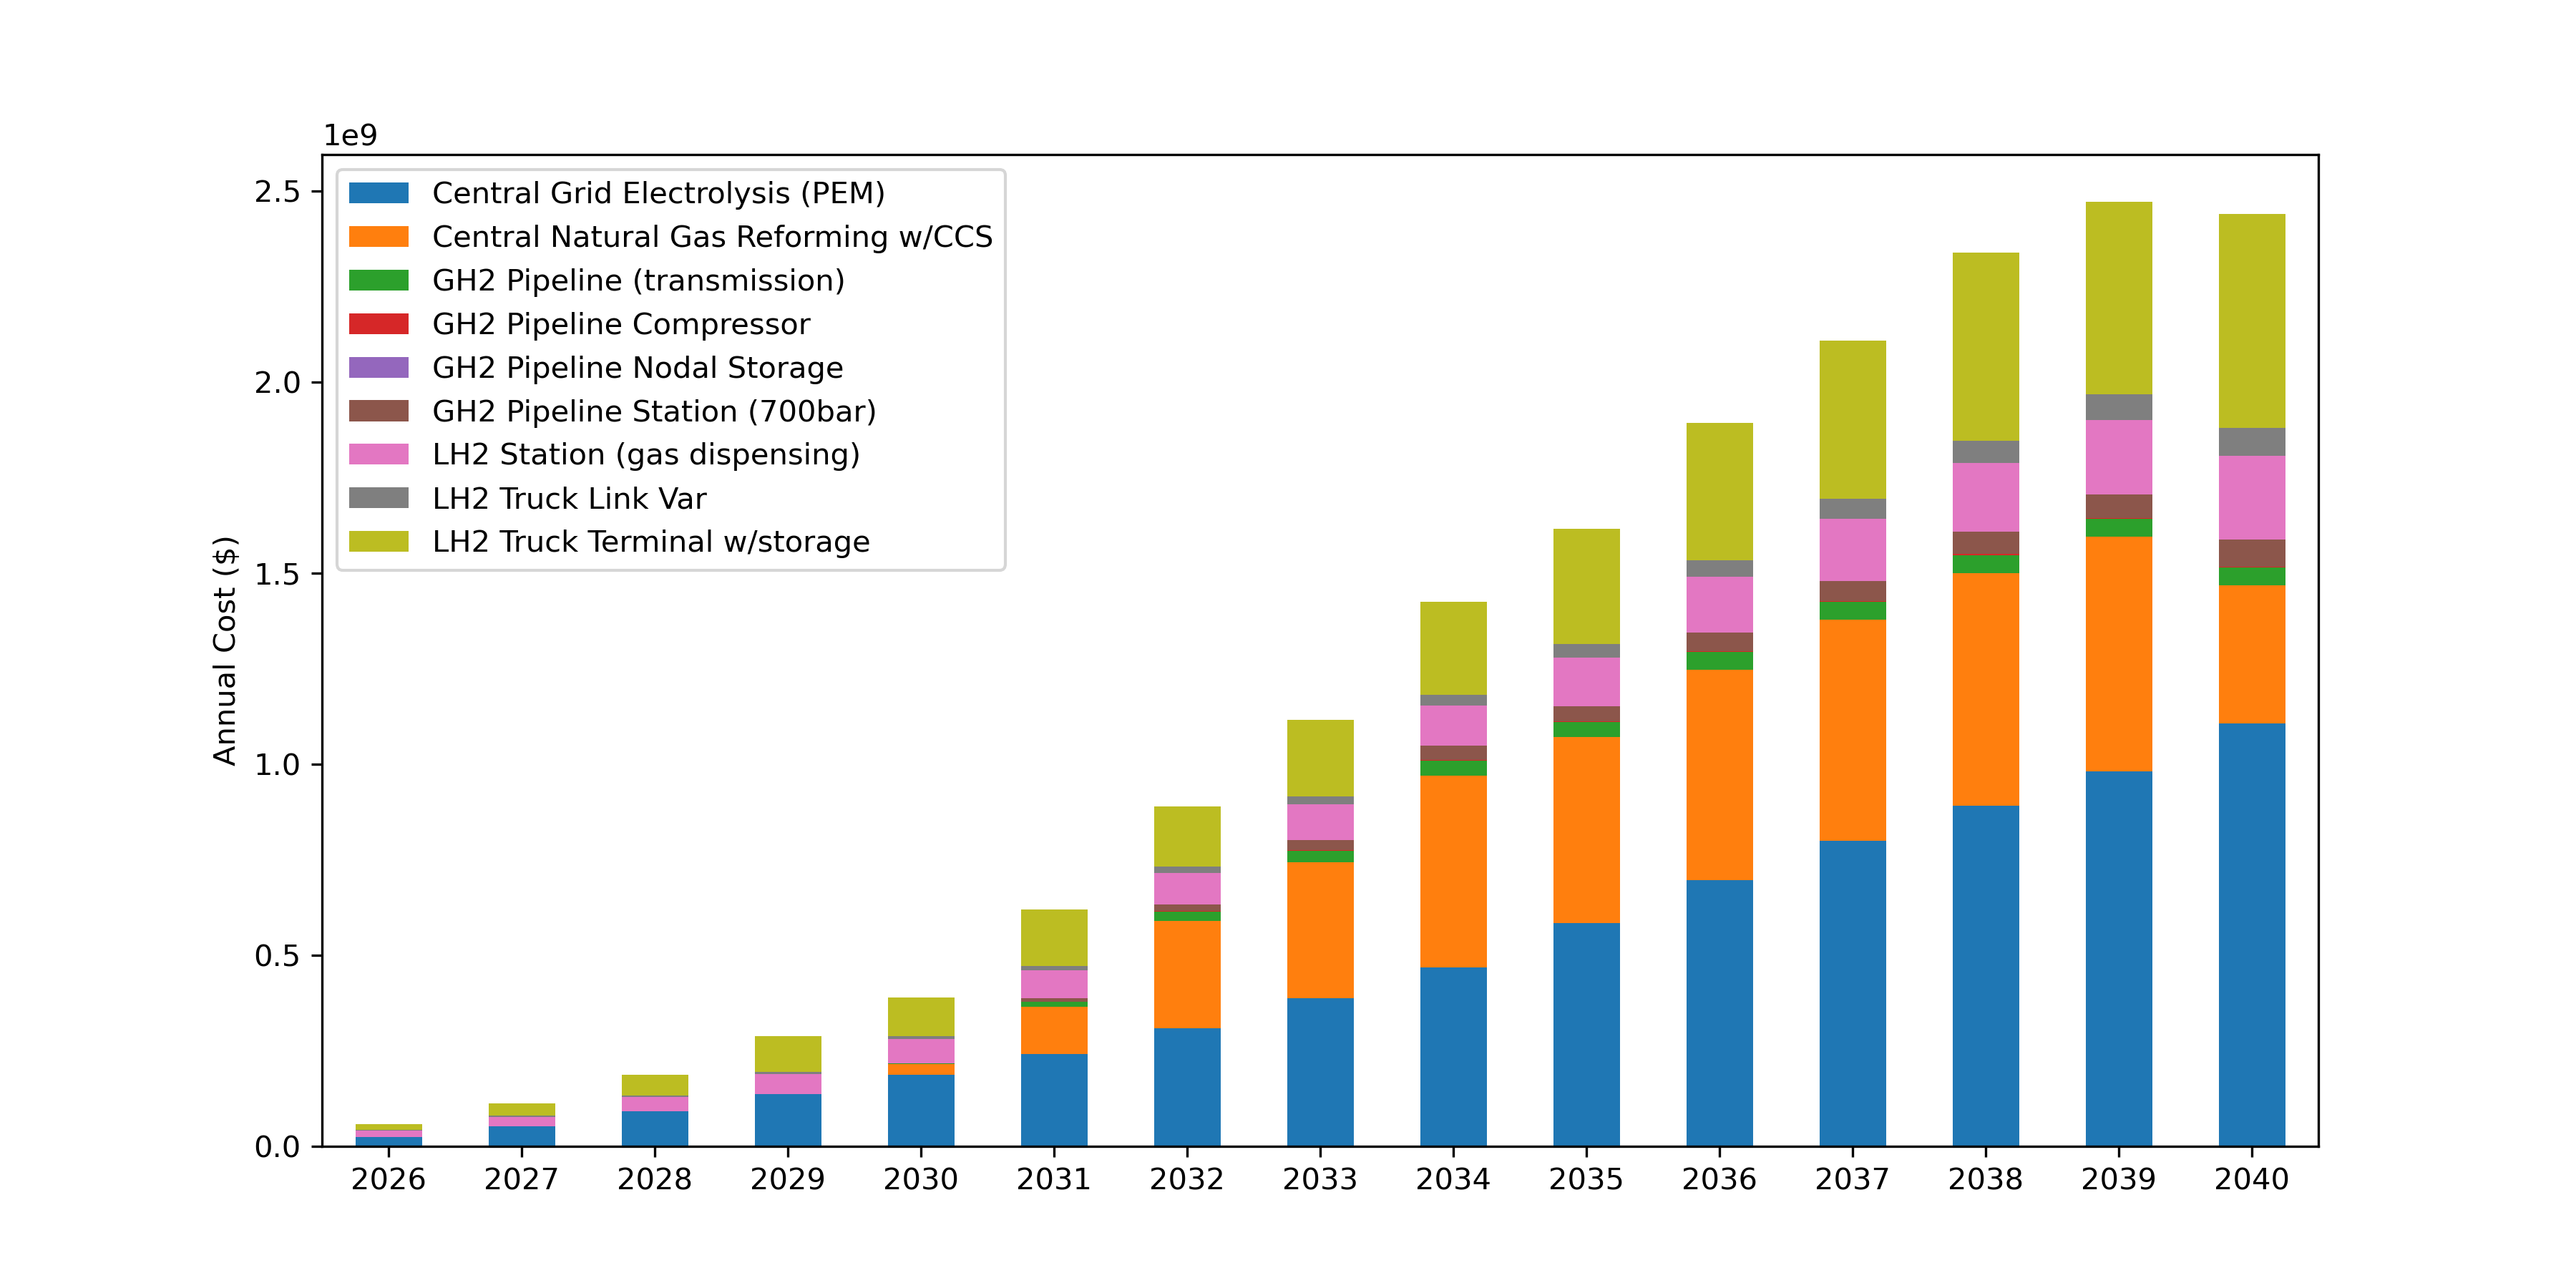 1e9
2.5
2.0
1.5
1.0
0.5
0.0
Annual Cost ($)
Central Grid Electrolysis (PEM)
Central Natural Gas Reforming w/CCS
GH2 Pipeline (transmission)
GH2 Pipeline Compressor
GH2 Pipeline Nodal Storage
GH2 Pipeline Station (700bar)
LH2 Station (gas dispensing)
LH2 Truck Link Var
LH2 Truck Terminal w/storage
2026 2027 2028 2029 2030 2031 2032 2033 2034 2035 2036 2037 2038 2039 2040